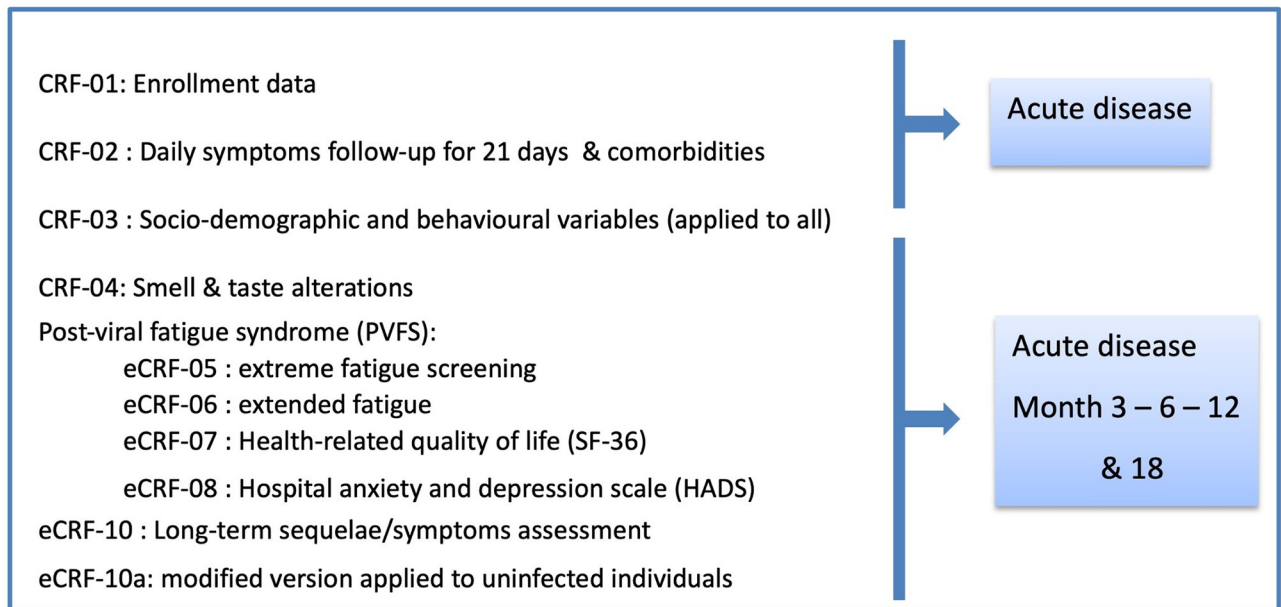 CRF-01: Enrollment data
CRF-02 : Daily symptoms follow-up for 21 days & comorbidities
CRF-03 : Socio-demographic and behavioural variables (applied to all)
Acute disease
CRF-04: Smell & taste alterations
Post-viral fatigue syndrome (PVFS):
eCRF-05 : extreme fatigue screening
eCRF-06 : extended fatigue
eCRF-07 : Health-related quality of life (SF-36)
eCRF-08 : Hospital anxiety and depression scale (HADS)
eCRF-10 : Long-term sequelae/symptoms assessment
eCRF-10a: modified version applied to uninfected individuals
Acute disease
Month 3 – 6 – 12
& 18